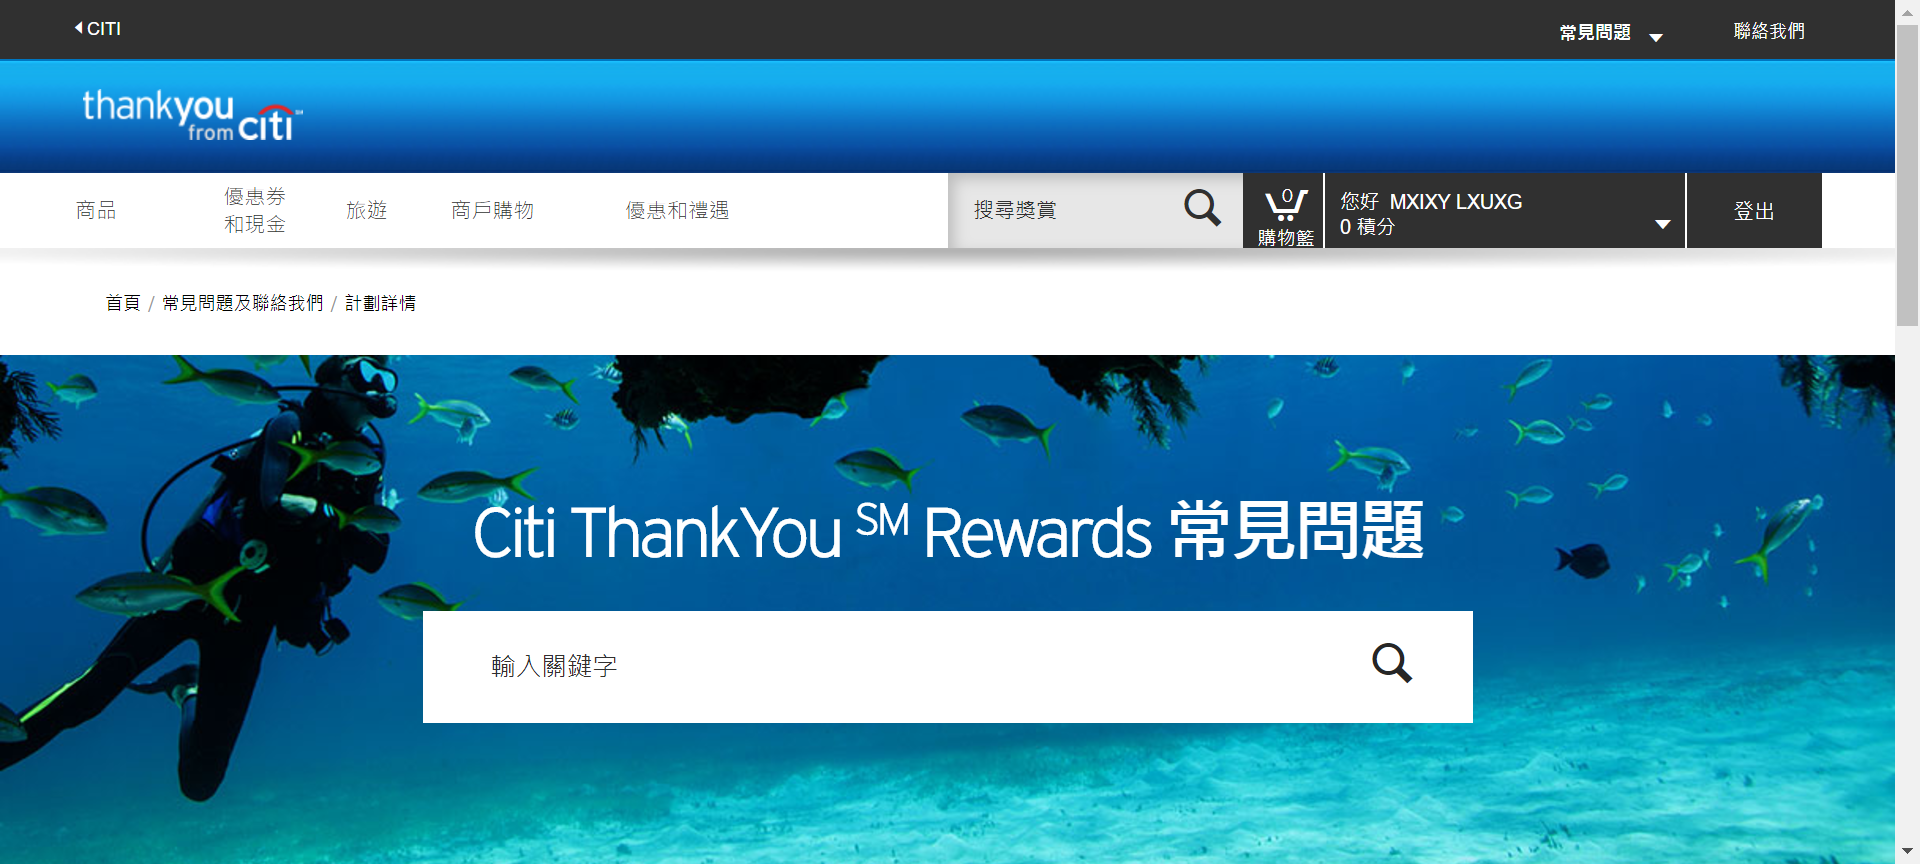 CITI
常見問題
聯絡我們
thankyou
from citi℠
商品
優惠券
和現金
旅遊
商戶購物
優惠和禮遇
搜尋獎賞
0
購物籃
您好 MXIXY LXUXG
0 積分
登出
首頁 / 常見問題及聯絡我們 / 計劃詳情
Citi ThankYou SM Rewards 常見問題
輸入關鍵字